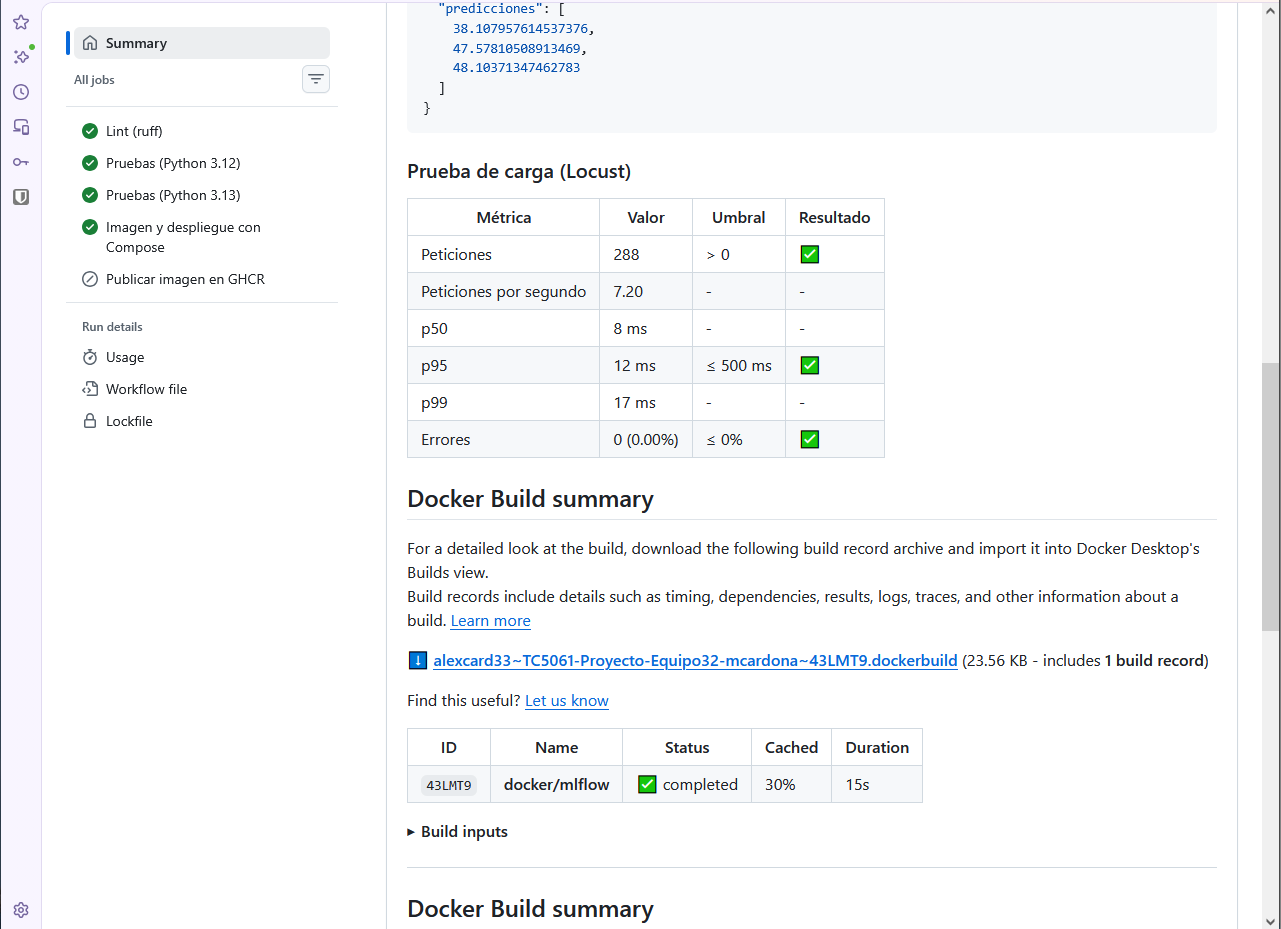 Summary
All jobs
Lint (ruff)
Pruebas (Python 3.12)
Pruebas (Python 3.13)
Imagen y despliegue con
Compose
Publicar imagen en GHCR
Run details
Usage
Workflow file
Lockfile
"predicciones": [
38.107957614537376,
47.57810508913469,
48.10371347462783
]
}
Prueba de carga (Locust)
Métrica Valor Umbral Resultado
Peticiones 288 > 0 ✅
Peticiones por segundo 7.20 - -
p50 8 ms - -
p95 12 ms ≤ 500 ms ✅
p99 17 ms - -
Errores 0 (0.00%) ≤ 0% ✅
Docker Build summary
For a detailed look at the build, download the following build record archive and import it into Docker Desktop's
Builds view.
Build records include details such as timing, dependencies, results, logs, traces, and other information about a
build. Learn more
⬇️ alexcard33~TC5061-Proyecto-Equipo32-mcardona~43LMT9.dockerbuild (23.56 KB - includes 1 build record)
Find this useful? Let us know
ID Name Status Cached Duration
43LMT9 docker/mlflow ✅ completed 30% 15s
▸ Build inputs
Docker Build summary